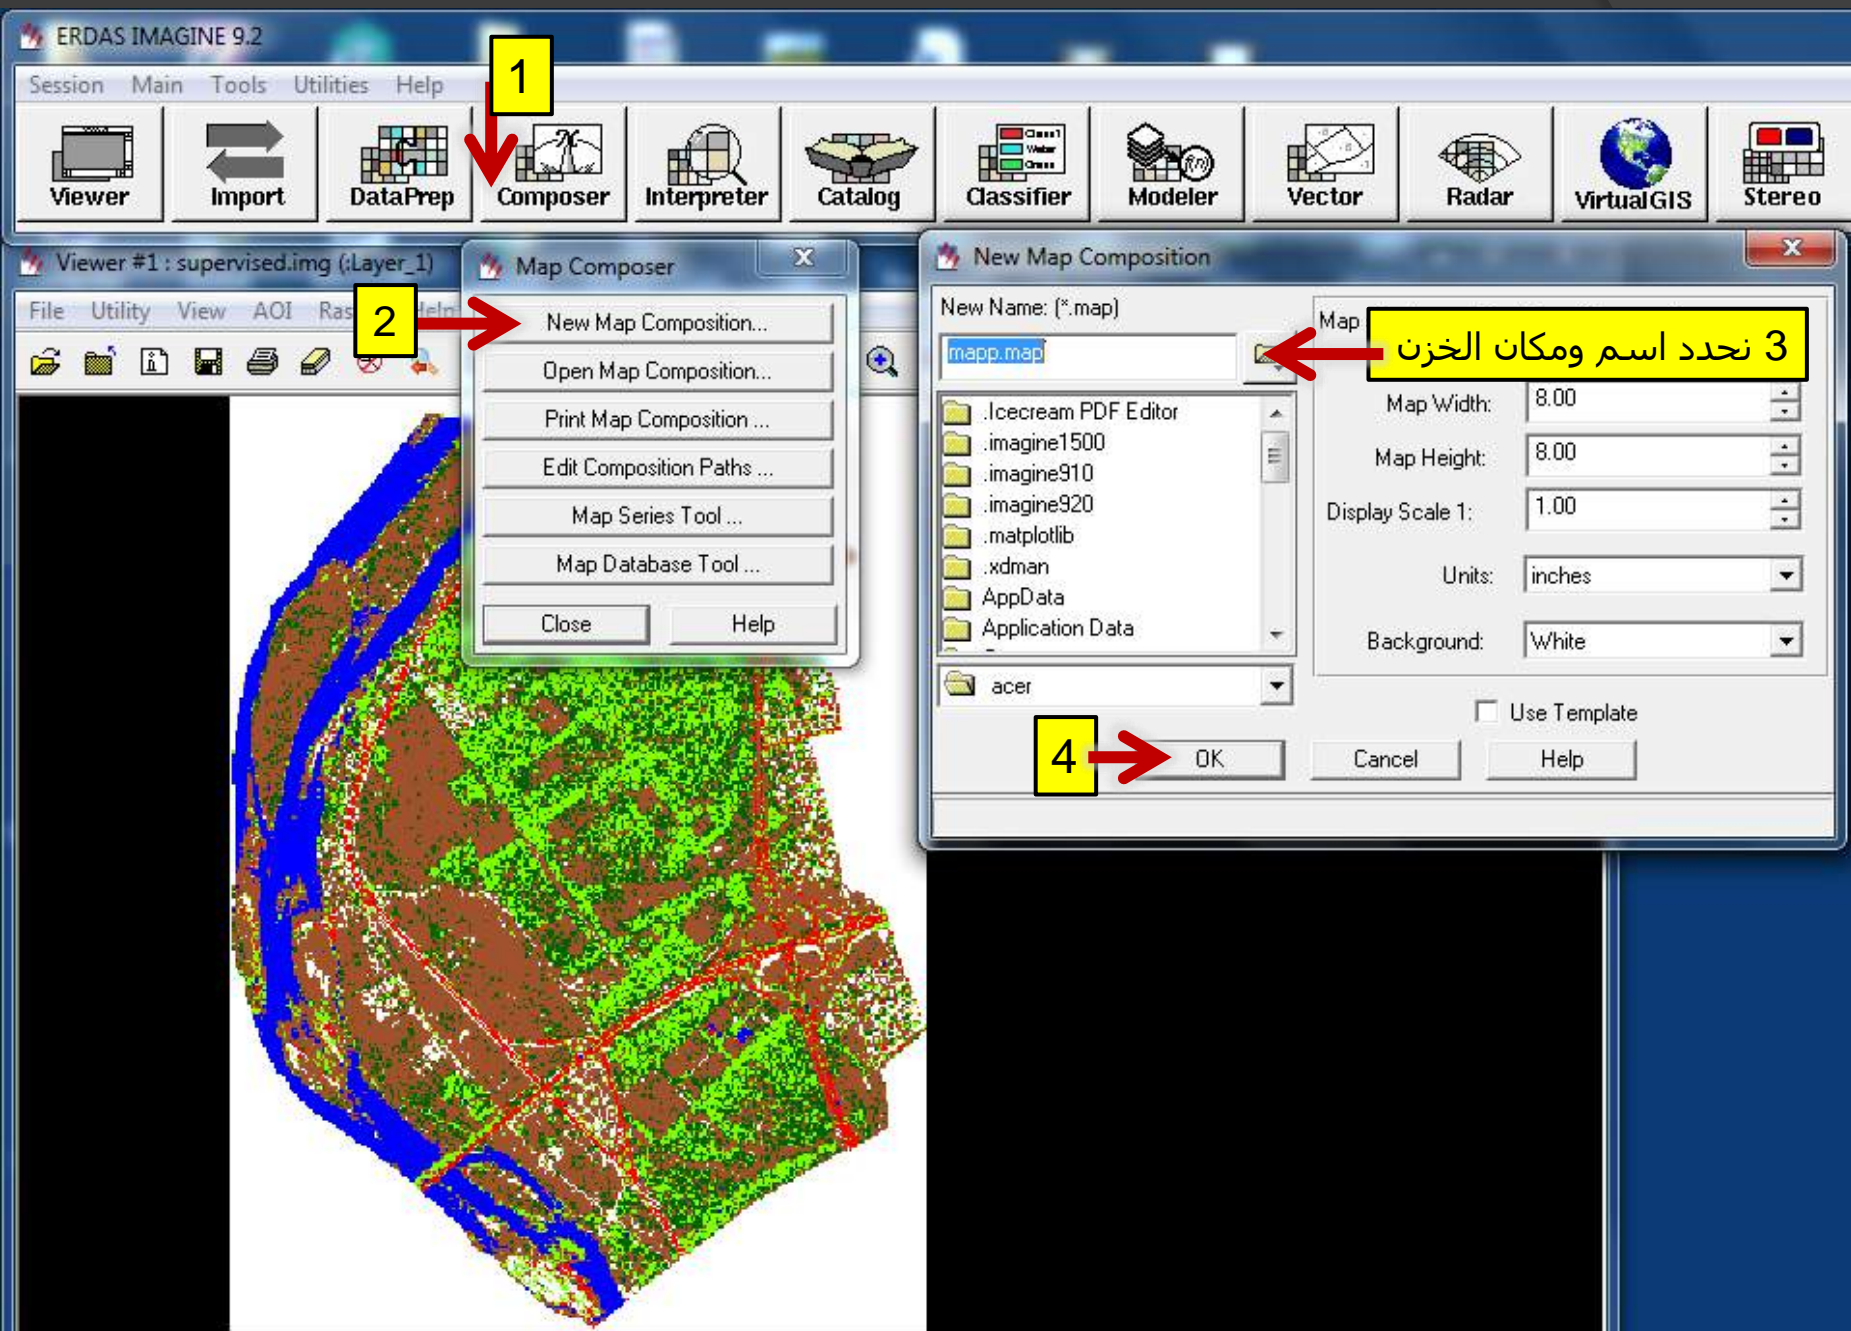 ERDAS IMAGINE 9.2
Session Main Tools Utilities Help
1
Viewer Import DataPrep Composer Interpreter Catalog Classifier Modeler Vector Radar VirtualGIS Stereo
Viewer #1 : supervised.img (:Layer_1)
File Utility View AOI Ras Help
2
Map Composer
New Map Composition...
Open Map Composition...
Print Map Composition ...
Edit Composition Paths ...
Map Series Tool ...
Map Database Tool ...
Close Help
New Map Composition
New Name: (*.map)
mapp.map
.Icecream PDF Editor
.imagine1500
.imagine910
.imagine920
.matplotlib
.xdman
AppData
Application Data
acer
Map
3 نحدد اسم ومكان الخزن
Map Width: 8.00
Map Height: 8.00
Display Scale 1: 1.00
Units: inches
Background: White
Use Template
4
OK Cancel Help